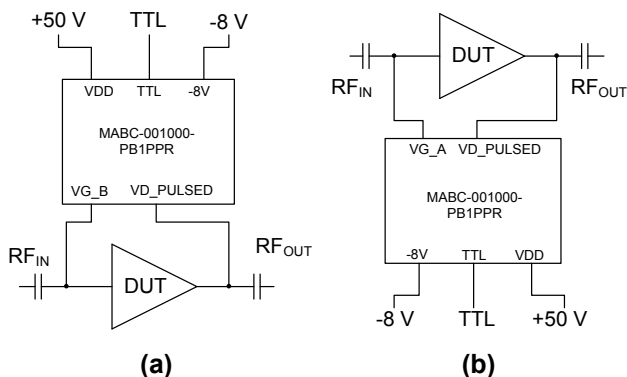 +50 V TTL -8 V
VDD TTL -8V
MABC-001000-
PB1PPR
VG_B VD_PULSED
RF_IN RF_OUT
DUT
(a)
DUT
RF_IN RF_OUT
VG_A VD_PULSED
MABC-001000-
PB1PPR
-8V TTL VDD
-8 V TTL +50 V
(b)